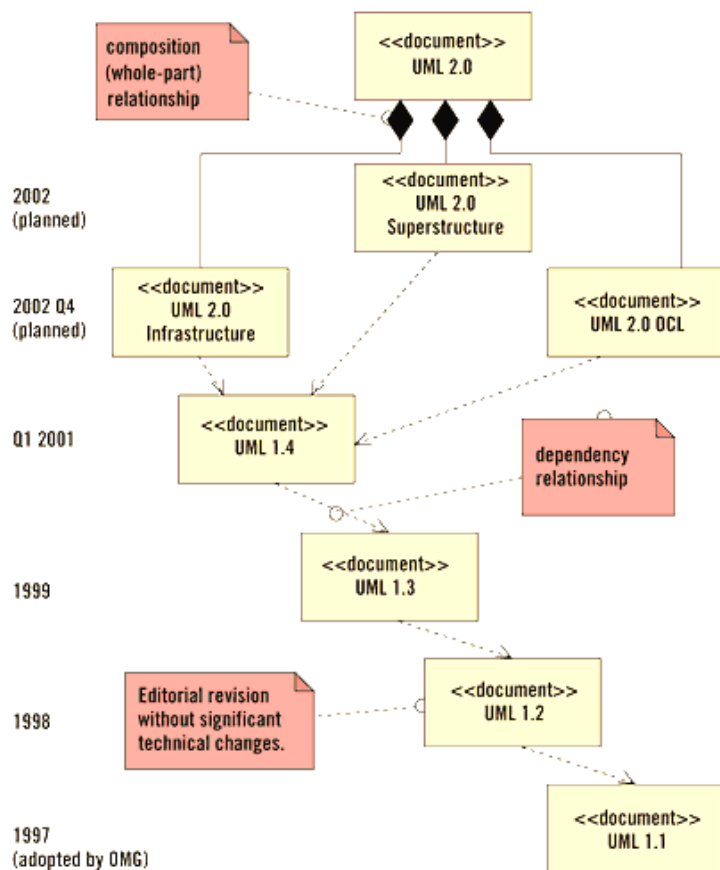 composition
(whole-part)
relationship
<<document>>
UML 2.0
2002
(planned)
<<document>>
UML 2.0
Superstructure
2002 Q4
(planned)
<<document>>
UML 2.0
Infrastructure
<<document>>
UML 2.0 OCL
Q1 2001
<<document>>
UML 1.4
dependency
relationship
1999
<<document>>
UML 1.3
1998
Editorial revision
without significant
technical changes.
<<document>>
UML 1.2
1997
(adopted by OMG)
<<document>>
UML 1.1